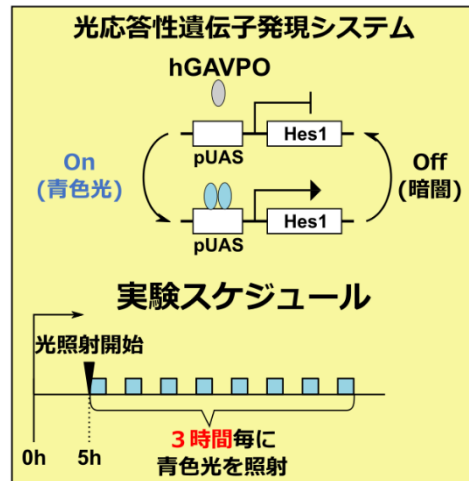 光応答性遺伝子発現システム
hGAVPO
Hes1
pUAS
On
(青色光)
Off
(暗闇)
Hes1
pUAS
実験スケジュール
光照射開始
3時間毎に
青色光を照射
0h
5h